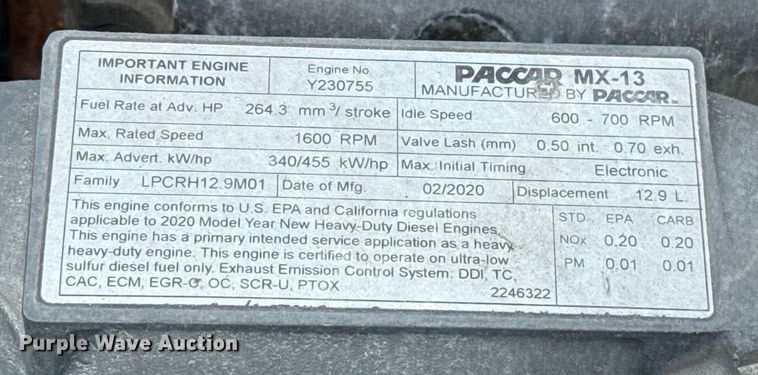 IMPORTANT ENGINE INFORMATION
Engine No.
Y230755
PACCAR MX-13
MANUFACTURED BY PACCAR
Fuel Rate at Adv. HP 264.3 mm³/ stroke
Idle Speed 600 - 700 RPM
Max. Rated Speed 1600 RPM
Valve Lash (mm) 0.50 int. 0.70 exh.
Max. Advert. kW/hp 340/455 kW/hp
Max. Initial Timing Electronic
Family LPCRH12.9M01
Date of Mfg. 02/2020
Displacement 12.9 L.
This engine conforms to U.S. EPA and California regulations
applicable to 2020 Model Year New Heavy-Duty Diesel Engines.
This engine has a primary intended service application as a heavy
heavy-duty engine. This engine is certified to operate on ultra-low
sulfur diesel fuel only. Exhaust Emission Control System: DDI, TC,
CAC, ECM, EGR-C, OC, SCR-U, PTOX
2246322
STD. EPA CARB
NOx 0.20 0.20
PM 0.01 0.01
Purple Wave Auction